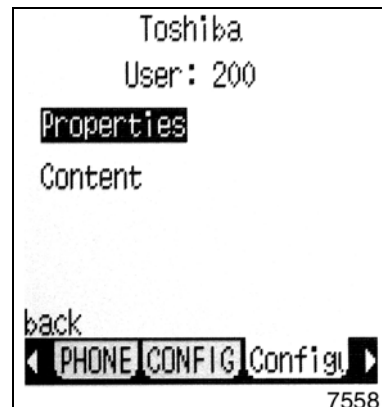 Toshiba
User: 200
Properties
Content
back
PHONE CONFIG Configu
7558